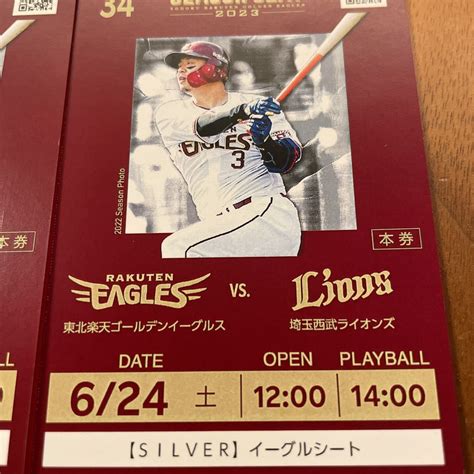 34
2023
EAGLES
3
2022 Season Photo
本券
本券
RAKUTEN
EAGLES
VS.
Lions
東北楽天ゴールデンイーグルス
埼玉西武ライオンズ
DATE
OPEN
PLAYBALL
LL
6/24
土
12:00
14:00
【SILVER】イーグルシート